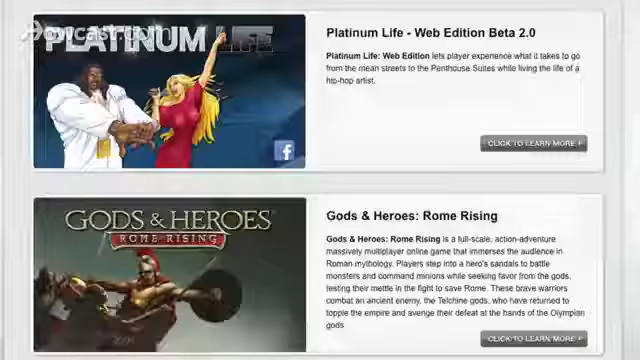 Howcast.com
PLATINUM LIFE
Platinum Life - Web Edition Beta 2.0
Platinum Life: Web Edition lets player experience what it takes to go
from the mean streets to the Penthouse Suites while living the life of a
hip-hop artist.
CLICK TO LEARN MORE
GODS & HEROES
ROME RISING
Gods & Heroes: Rome Rising
Gods & Heroes: Rome Rising is a full-scale, action-adventure
massively multiplayer online game that immerses the audience in
Roman mythology. Players step into a hero's sandals to battle
monsters and command minions while seeking favor from the gods,
testing their mettle in the fight to save Rome. These brave warriors
combat an ancient enemy, the Telchine gods, who have returned to
topple the empire and avenge their defeat at the hands of the Olympian
gods
CLICK TO LEARN MORE